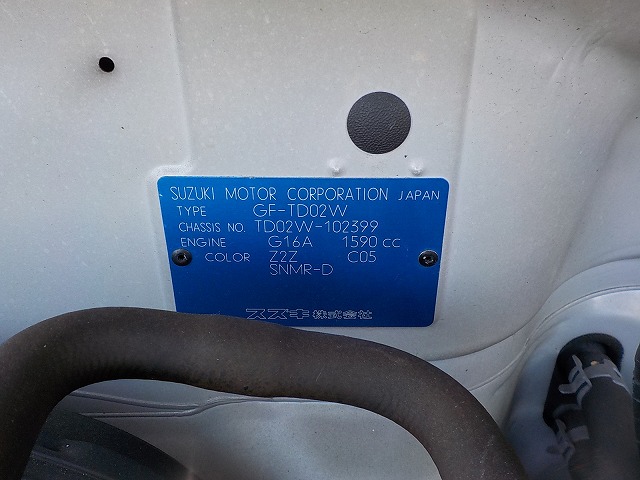 SUZUKI MOTOR CORPORATION JAPAN
TYPE GF-TD02W
CHASSIS NO. TD02W-102399
ENGINE G16A 1590 cc
COLOR Z2Z C05
SNMR-D
スズキ株式会社